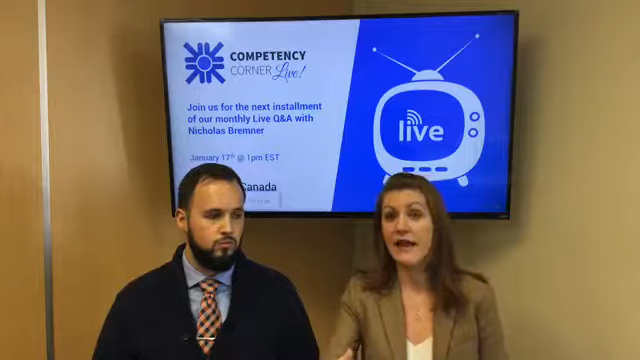 COMPETENCY
CORNER Live!
Join us for the next installment
of our monthly Live Q&A with
Nicholas Bremner
January 17th @ 1pm EST
Canada
live